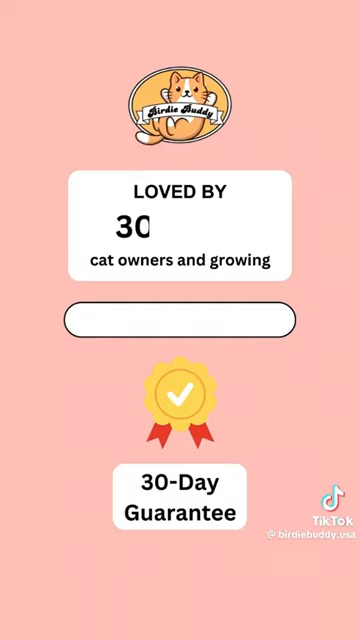 Birdie Buddy
LOVED BY
30
cat owners and growing
30-Day
Guarantee
TikTok
@birdiebuddy.usa